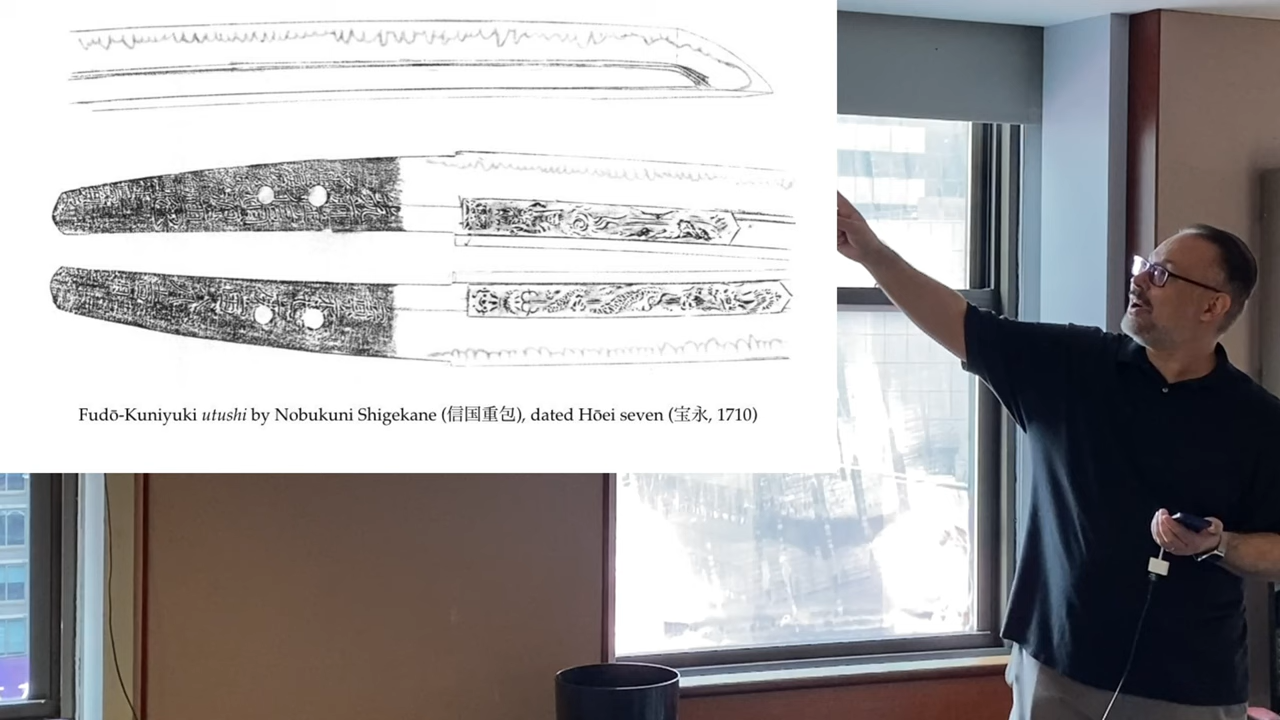 Fudō-Kuniyuki utushi by Nobukuni Shigekane (信国重包), dated Hōei seven (宝永, 1710)